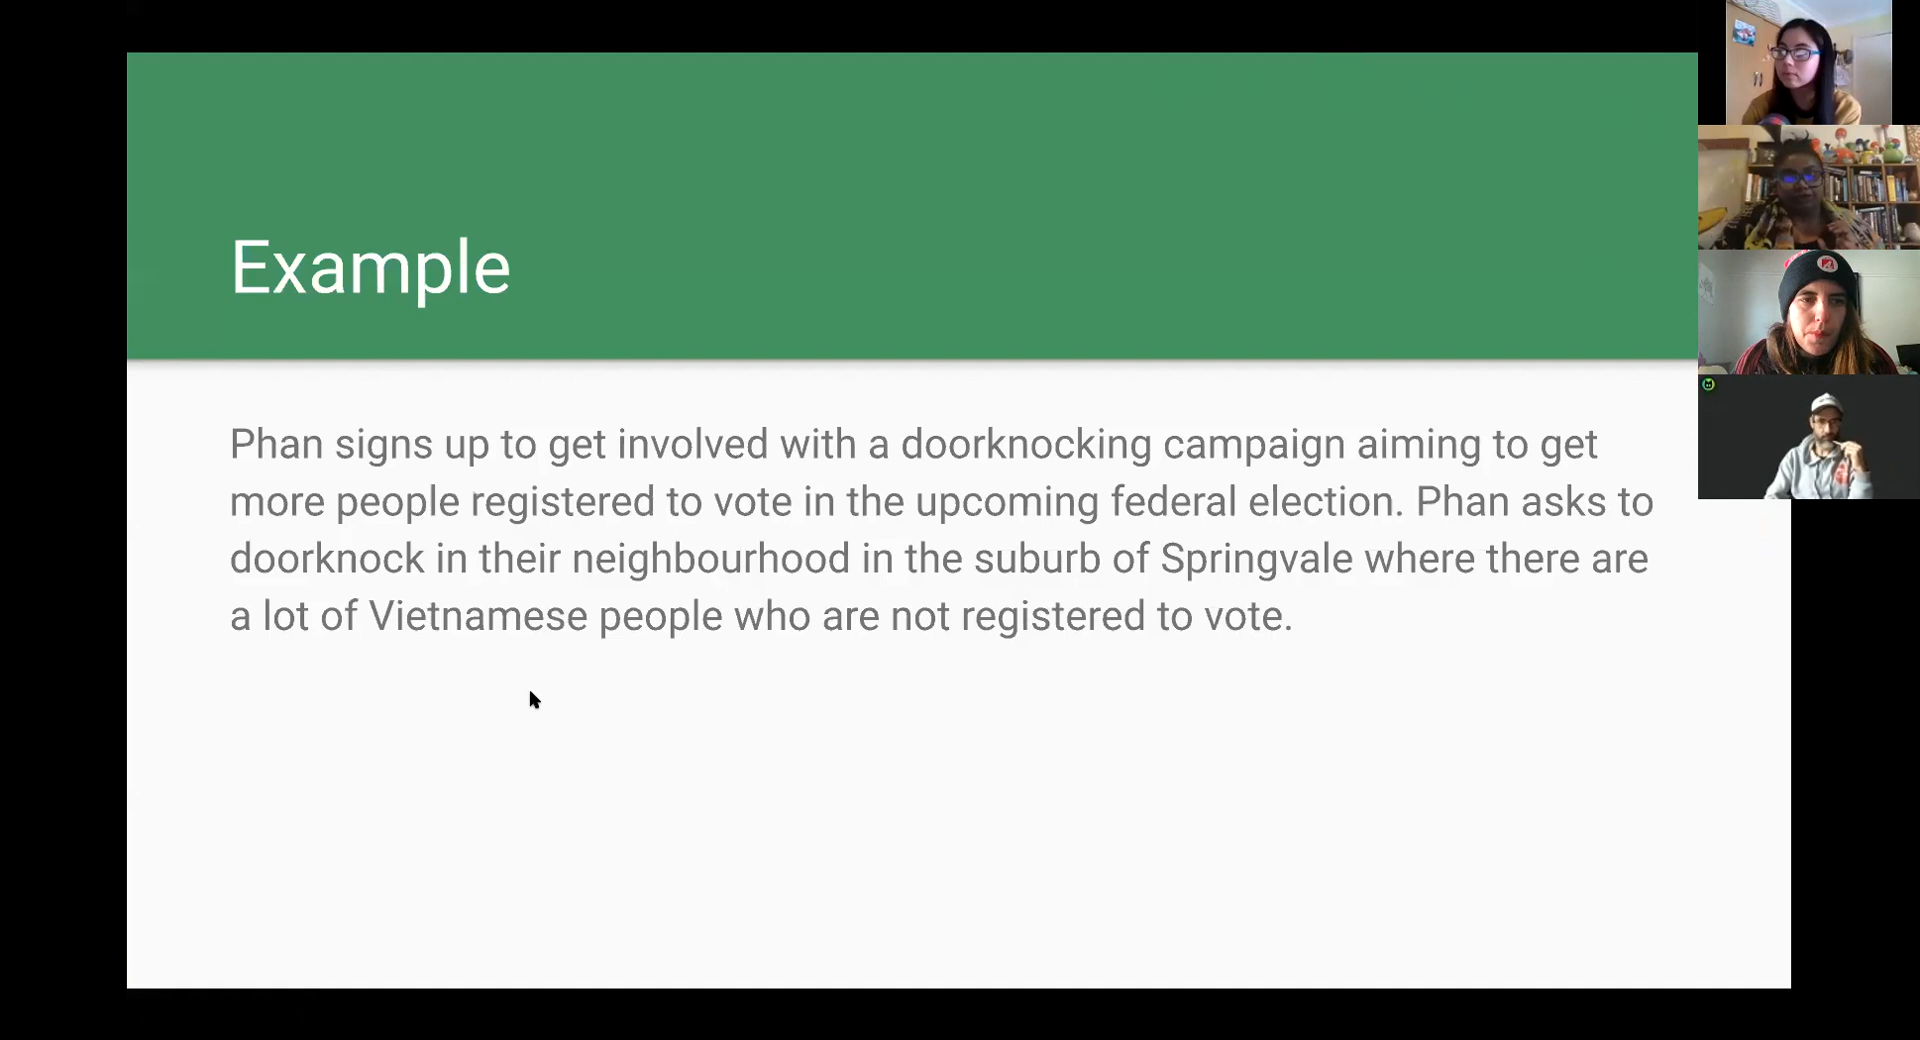 Example
Phan signs up to get involved with a doorknocking campaign aiming to get
more people registered to vote in the upcoming federal election. Phan asks to
doorknock in their neighbourhood in the suburb of Springvale where there are
a lot of Vietnamese people who are not registered to vote.